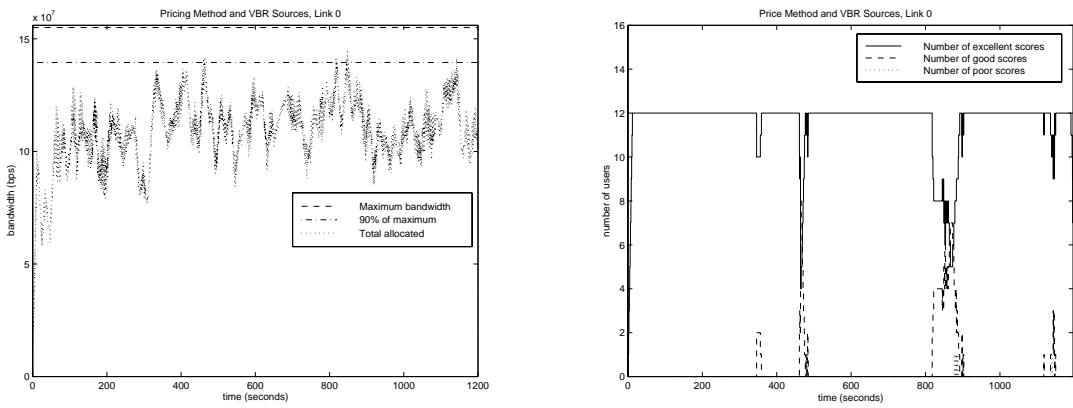 Pricing Method and VBR Sources, Link 0
x 10⁷
15
10
5
0
bandwidth (bps)
Maximum bandwidth
90% of maximum
Total allocated
0 200 400 600 800 1000 1200
time (seconds)
Price Method and VBR Sources, Link 0
16
14
12
10
8
6
4
2
0
number of users
Number of excellent scores
Number of good scores
Number of poor scores
0 200 400 600 800 1000
time (seconds)